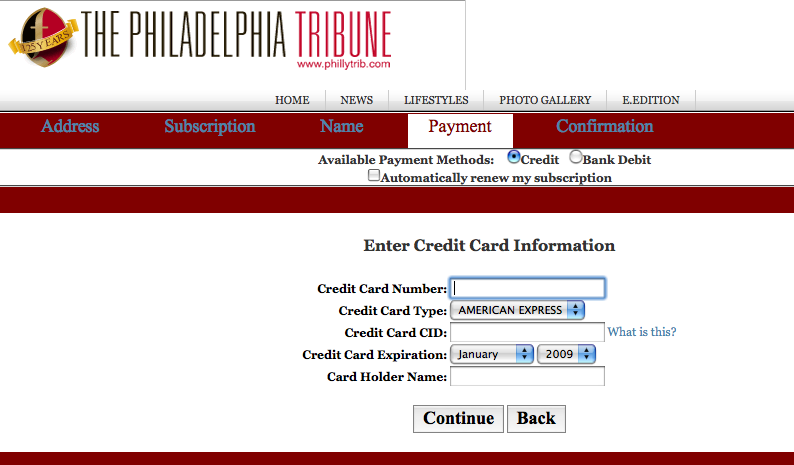 125 YEARS
THE PHILADELPHIA TRIBUNE
www.phillytrib.com
HOME NEWS LIFESTYLES PHOTO GALLERY E.EDITION
Address Subscription Name Payment Confirmation
Available Payment Methods: Credit Bank Debit
Automatically renew my subscription
Enter Credit Card Information
Credit Card Number:
Credit Card Type: AMERICAN EXPRESS
Credit Card CID: What is this?
Credit Card Expiration: January 2009
Card Holder Name:
Continue Back